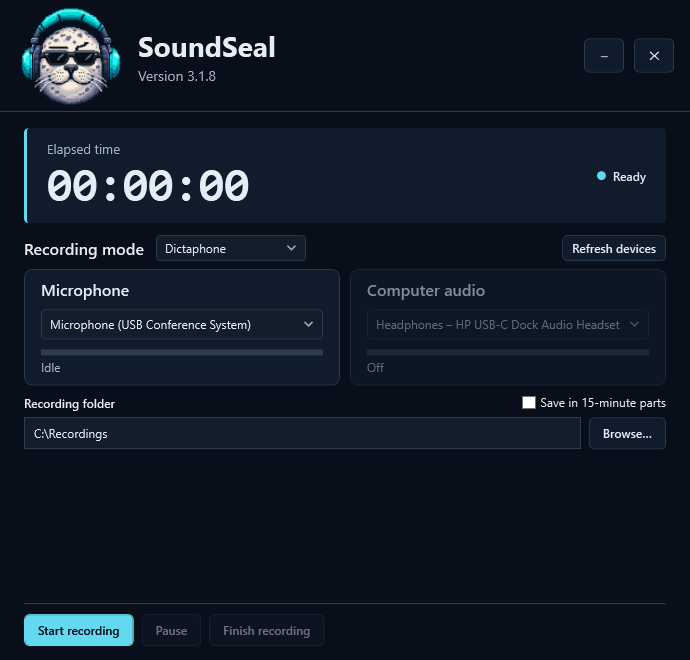 SoundSeal
Version 3.1.8
Elapsed time
00:00:00
Ready
Recording mode
Dictaphone
Refresh devices
Microphone
Microphone (USB Conference System)
Idle
Computer audio
Headphones – HP USB-C Dock Audio Headset
Off
Recording folder
Save in 15-minute parts
C:\Recordings
Browse...
Start recording
Pause
Finish recording